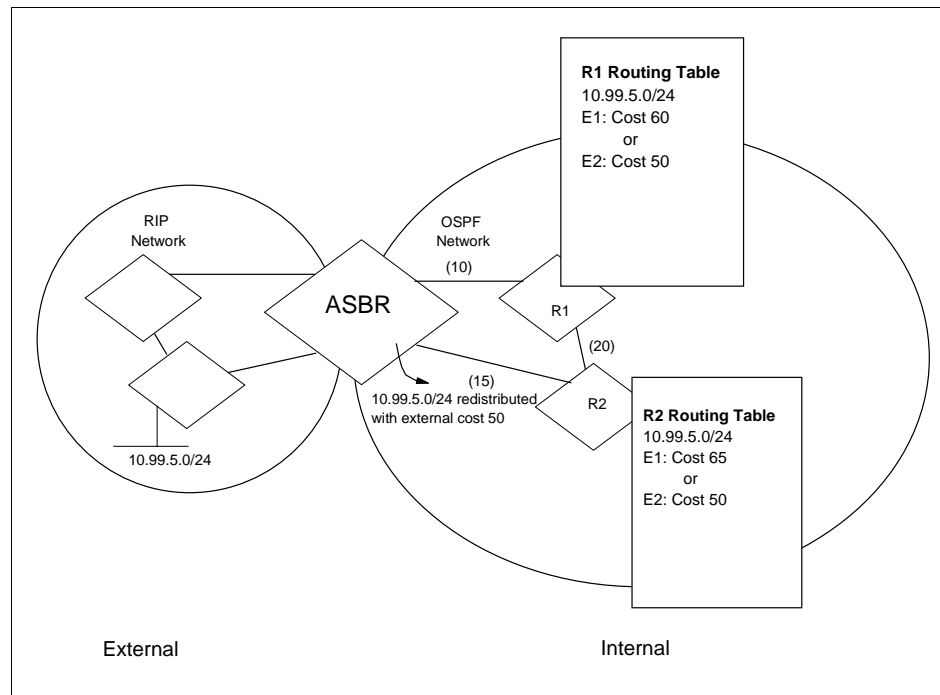 R1 Routing Table
10.99.5.0/24
E1: Cost 60
or
E2: Cost 50
RIP
Network
OSPF
Network
(10)
ASBR
R1
(20)
(15)
10.99.5.0/24 redistributed
with external cost 50
R2
10.99.5.0/24
R2 Routing Table
10.99.5.0/24
E1: Cost 65
or
E2: Cost 50
External
Internal